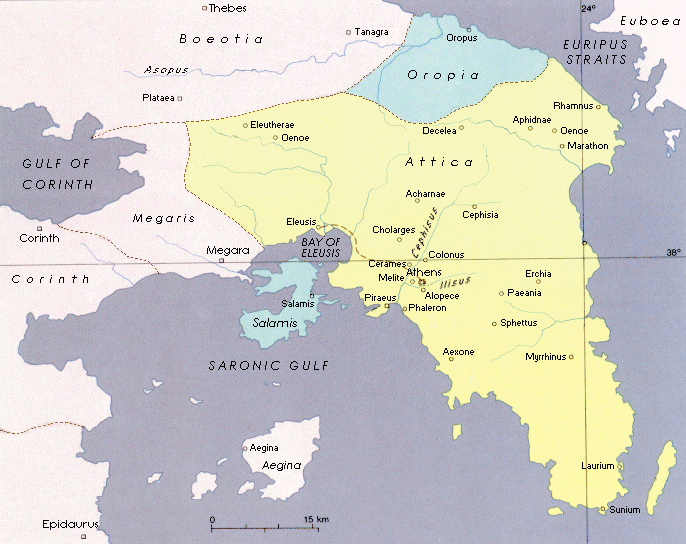 Thebes
24°
Euboea
Boeotia
Tanagra
Oropus
EURIPUS
STRAITS
Asopus
Oropia
Plataea
Rhamnus
Eleutherae
Oenoe
Decelea
Aphidnae
Oenoe
Marathon
GULF OF
CORINTH
Attica
Acharnae
Cephisia
Megaris
Eleusis
Cholarges
Cephisus
Corinth
Megara
BAY OF
ELEUSIS
Colonus
38°
Cerames
Corinth
Melite
Athens
Ilisus
Erchia
Salamis
Piraeus
Alopece
Paeania
Phaleron
Salamis
Sphettus
SARONIC GULF
Aexone
Myrrhinus
Aegina
Aegina
Laurium
Sunium
Epidaurus
0
15 km